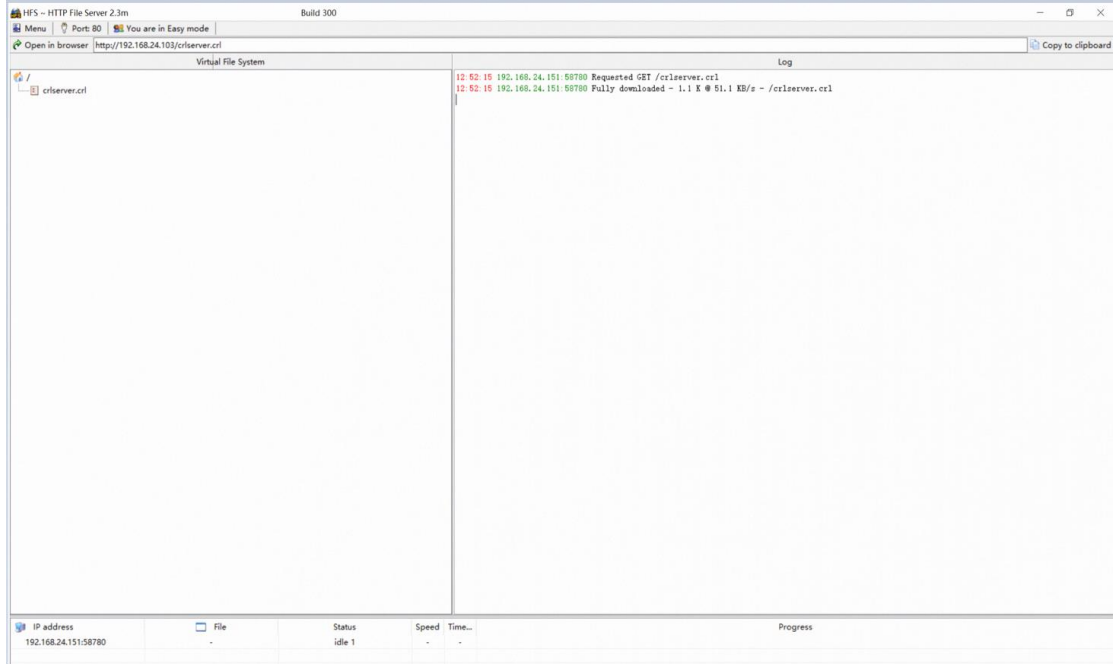 HFS ~ HTTP File Server 2.3m Build 300
Menu Port: 80 You are in Easy mode
Open in browser http://192.168.24.103/crlserver.crl Copy to clipboard
Virtual File System Log
/
crlserver.crl
12:52:15 192.168.24.151:58780 Requested GET /crlserver.crl
12:52:15 192.168.24.151:58780 Fully downloaded - 1.1 K @ 51.1 KB/s - /crlserver.crl
IP address File Status Speed Time... Progress
192.168.24.151:58780 - idle 1 - -